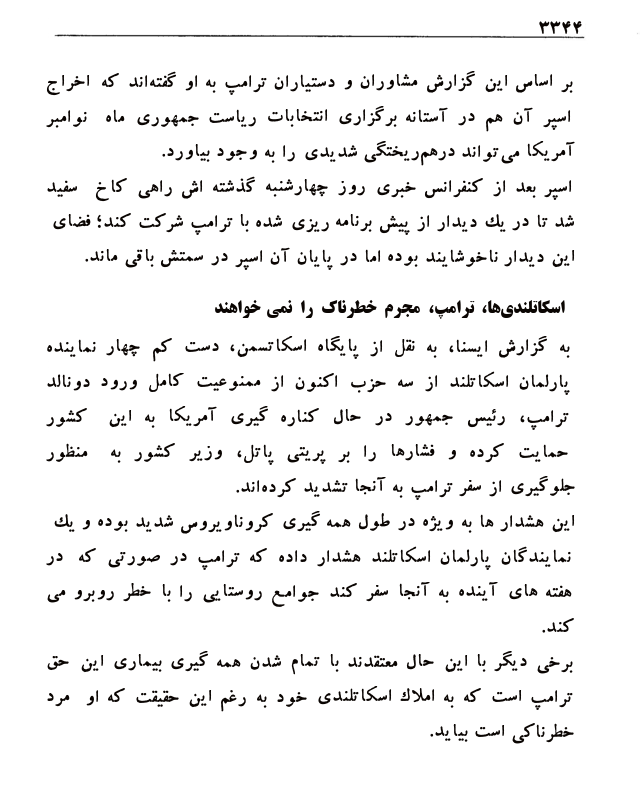 ۳۳۴۴
بر اساس این گزارش مشاوران و دستیاران ترامپ به او گفته‌اند که اخراج
اسپر آن هم در آستانه برگزاری انتخابات ریاست جمهوری ماه نوامبر
آمریکا می‌تواند درهم‌ریختگی شدیدی را به وجود بیاورد.
اسپر بعد از کنفرانس خبری روز چهارشنبه گذشته اش راهی کاخ سفید
شد تا در یك دیدار از پیش برنامه ریزی شده با ترامپ شرکت کند؛ فضای
این دیدار ناخوشایند بوده اما در پایان آن اسپر در سمتش باقی ماند.
اسکاتلندی‌ها، ترامپ، مجرم خطرناک را نمی خواهند
به گزارش ایسنا، به نقل از پایگاه اسکاتسمن، دست کم چهار نماینده
پارلمان اسکاتلند از سه حزب اکنون از ممنوعیت کامل ورود دونالد
ترامپ، رئیس جمهور در حال کناره گیری آمریکا به این کشور
حمایت کرده و فشارها را بر پریتی پاتل، وزیر کشور به منظور
جلوگیری از سفر ترامپ به آنجا تشدید کرده‌اند.
این هشدار ها به ویژه در طول همه گیری کروناویروس شدید بوده و یك
نمایندگان پارلمان اسکاتلند هشدار داده که ترامپ در صورتی که در
هفته های آینده به آنجا سفر کند جوامع روستایی را با خطر روبرو می
کند.
برخی دیگر با این حال معتقدند با تمام شدن همه گیری بیماری این حق
ترامپ است که به املاك اسکاتلندی خود به رغم این حقیقت که او مرد
خطرناکی است بیاید.